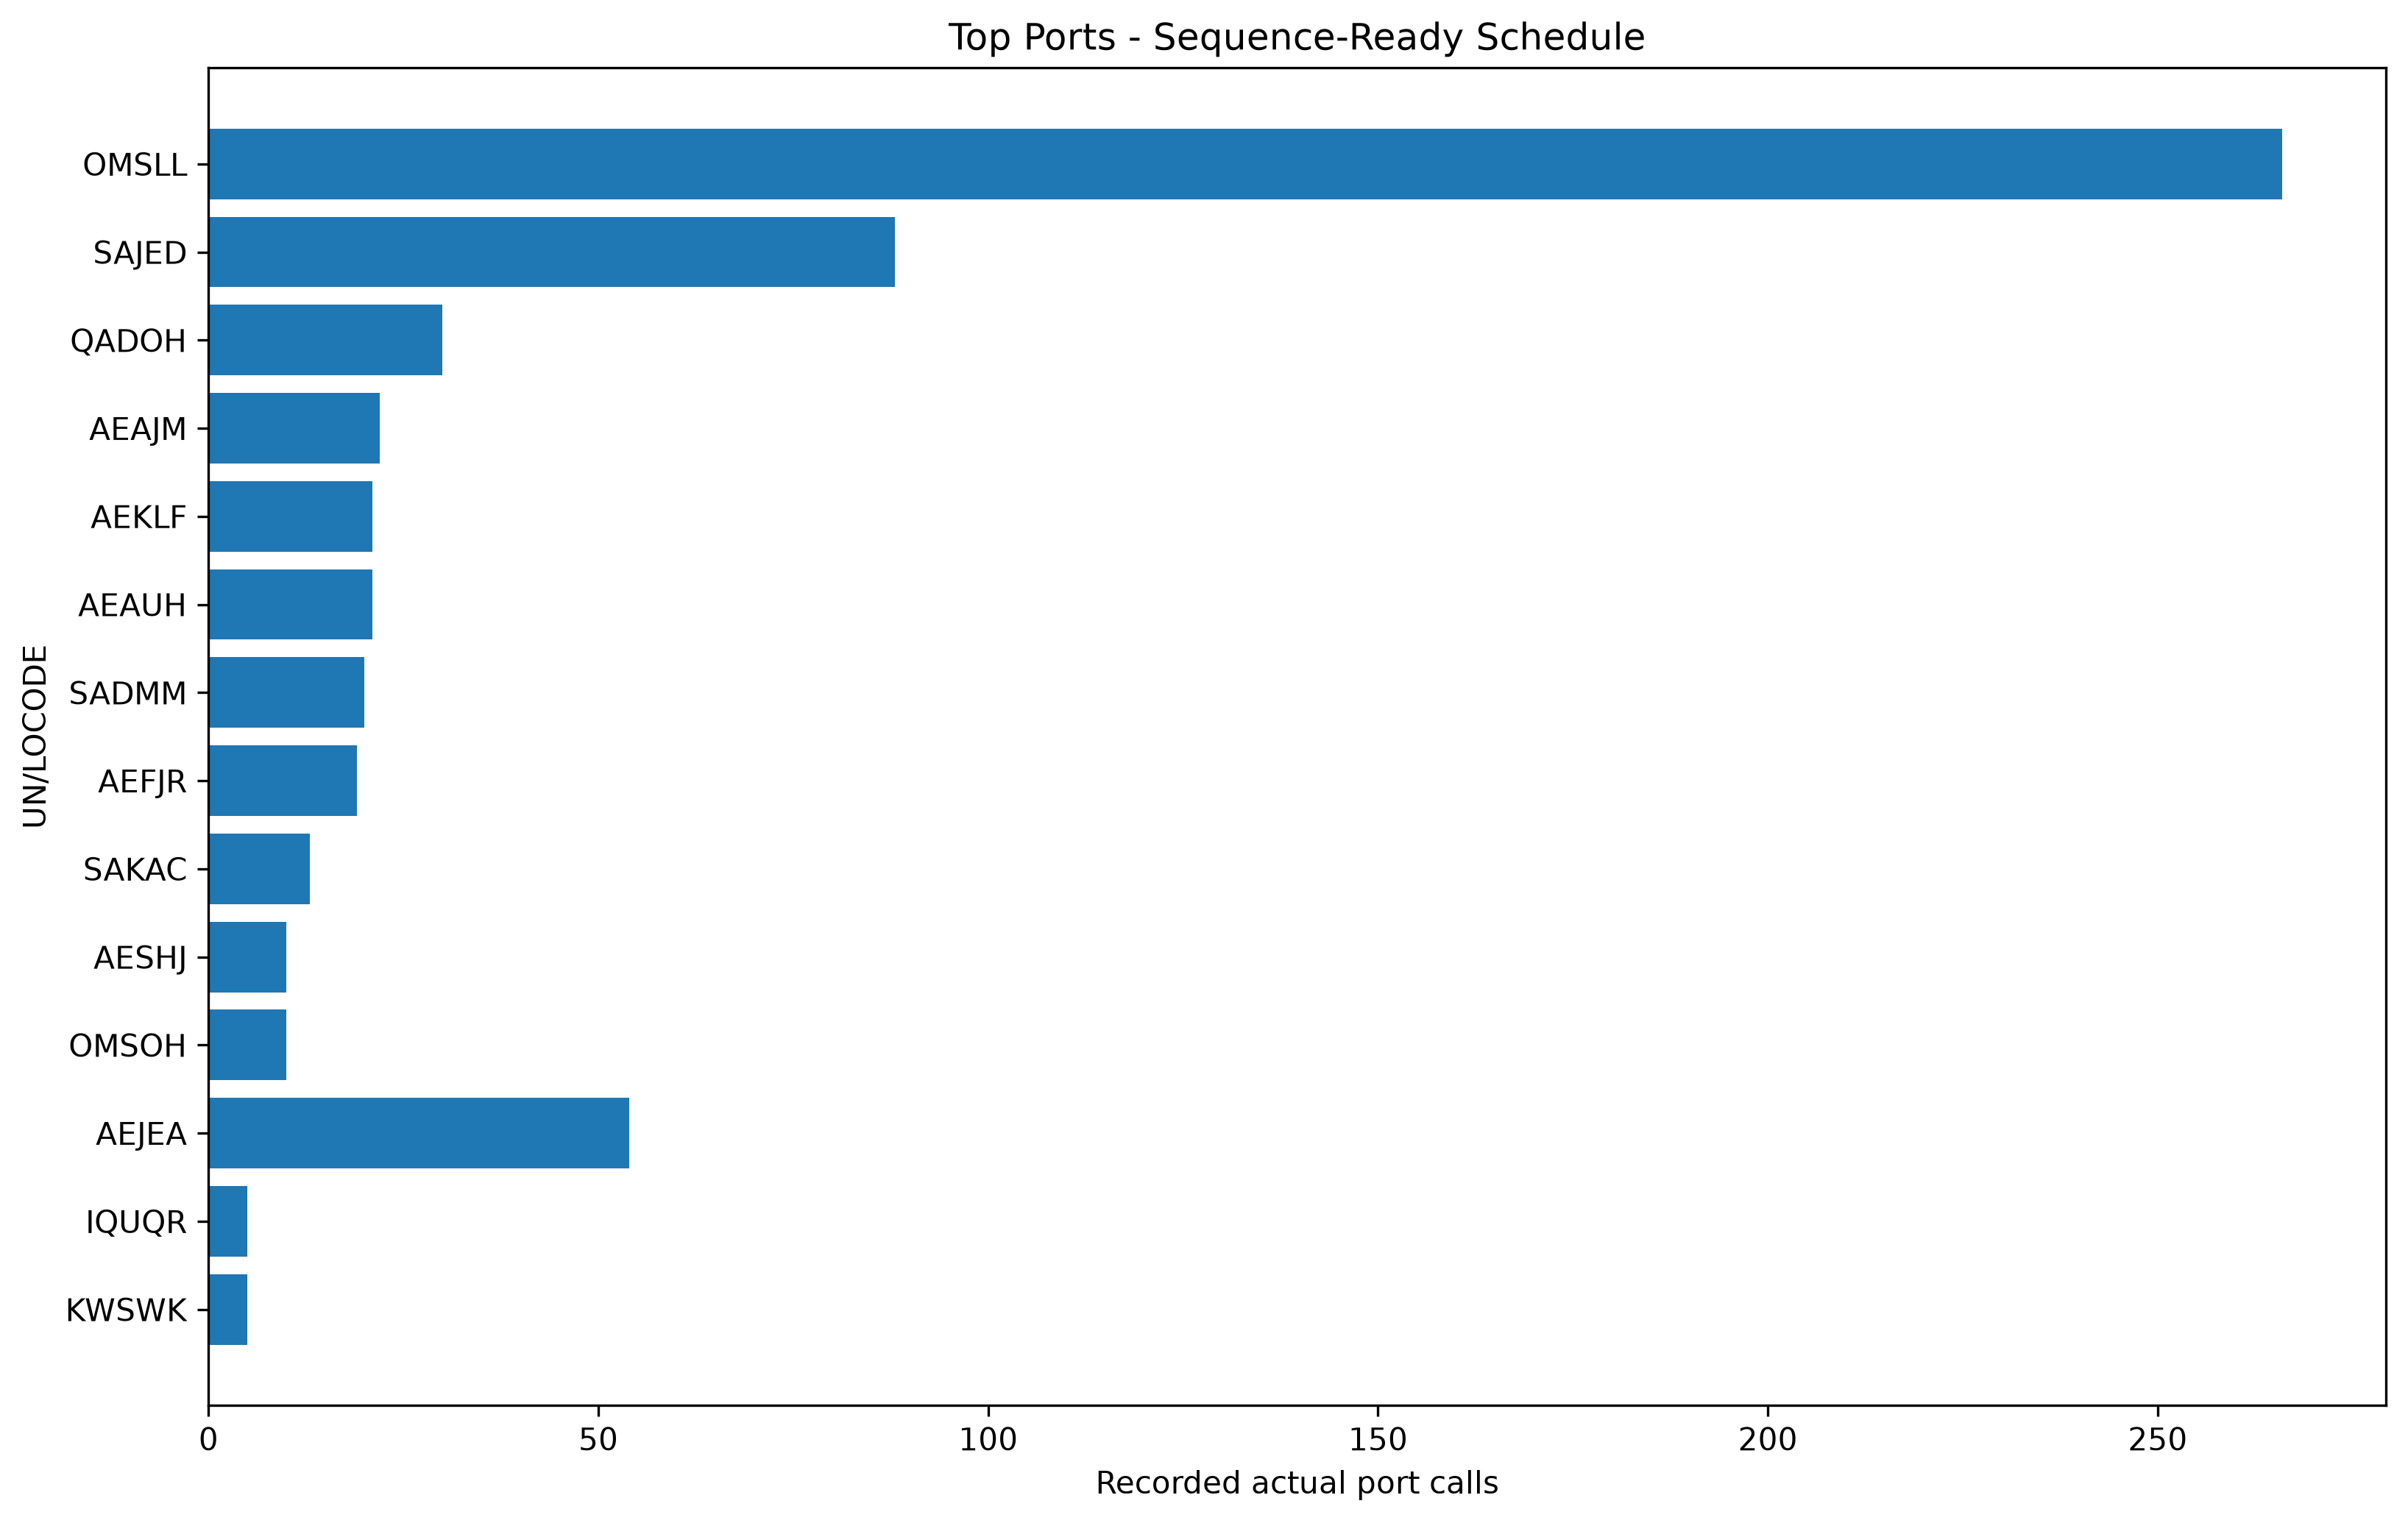 Top Ports - Sequence-Ready Schedule
OMSLL
SAJED
QADOH
AEAJM
AEKLF
AEAUH
SADMM
AEFJR
SAKAC
AESHJ
OMSOH
AEJEA
IQUQR
KWSWK
UN/LOCODE
0 50 100 150 200 250
Recorded actual port calls